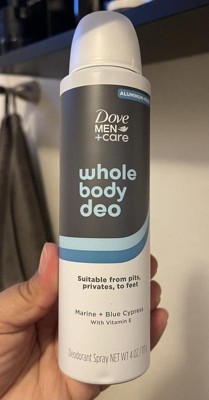 ALUMINUM
Dove
MEN
+care
whole
body
deo
Suitable from pits,
privates, to feet
Marine + Blue Cypress
With Vitamin E
Deodorant Spray NET WT 4 OZ